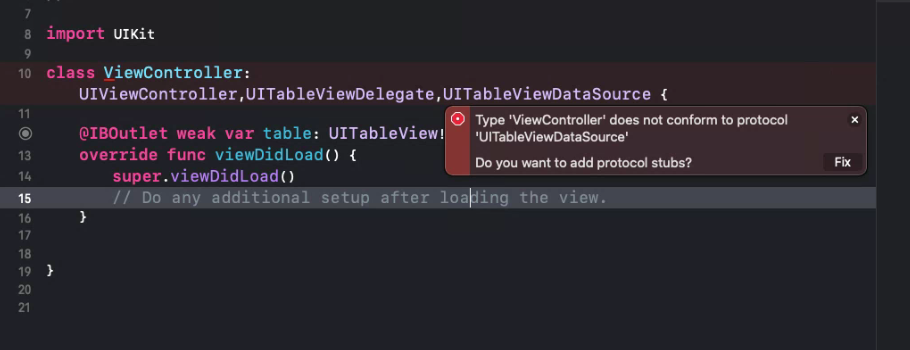 7
8 import UIKit
9
10 class ViewController:
UIViewController,UITableViewDelegate,UITableViewDataSource {
11
Type 'ViewController' does not conform to protocol
'UITableViewDataSource'
Do you want to add protocol stubs?
Fix
@IBOutlet weak var table: UITableView!
13 override func viewDidLoad() {
14 super.viewDidLoad()
15 // Do any additional setup after loading the view.
16 }
17
18
19 }
20
21